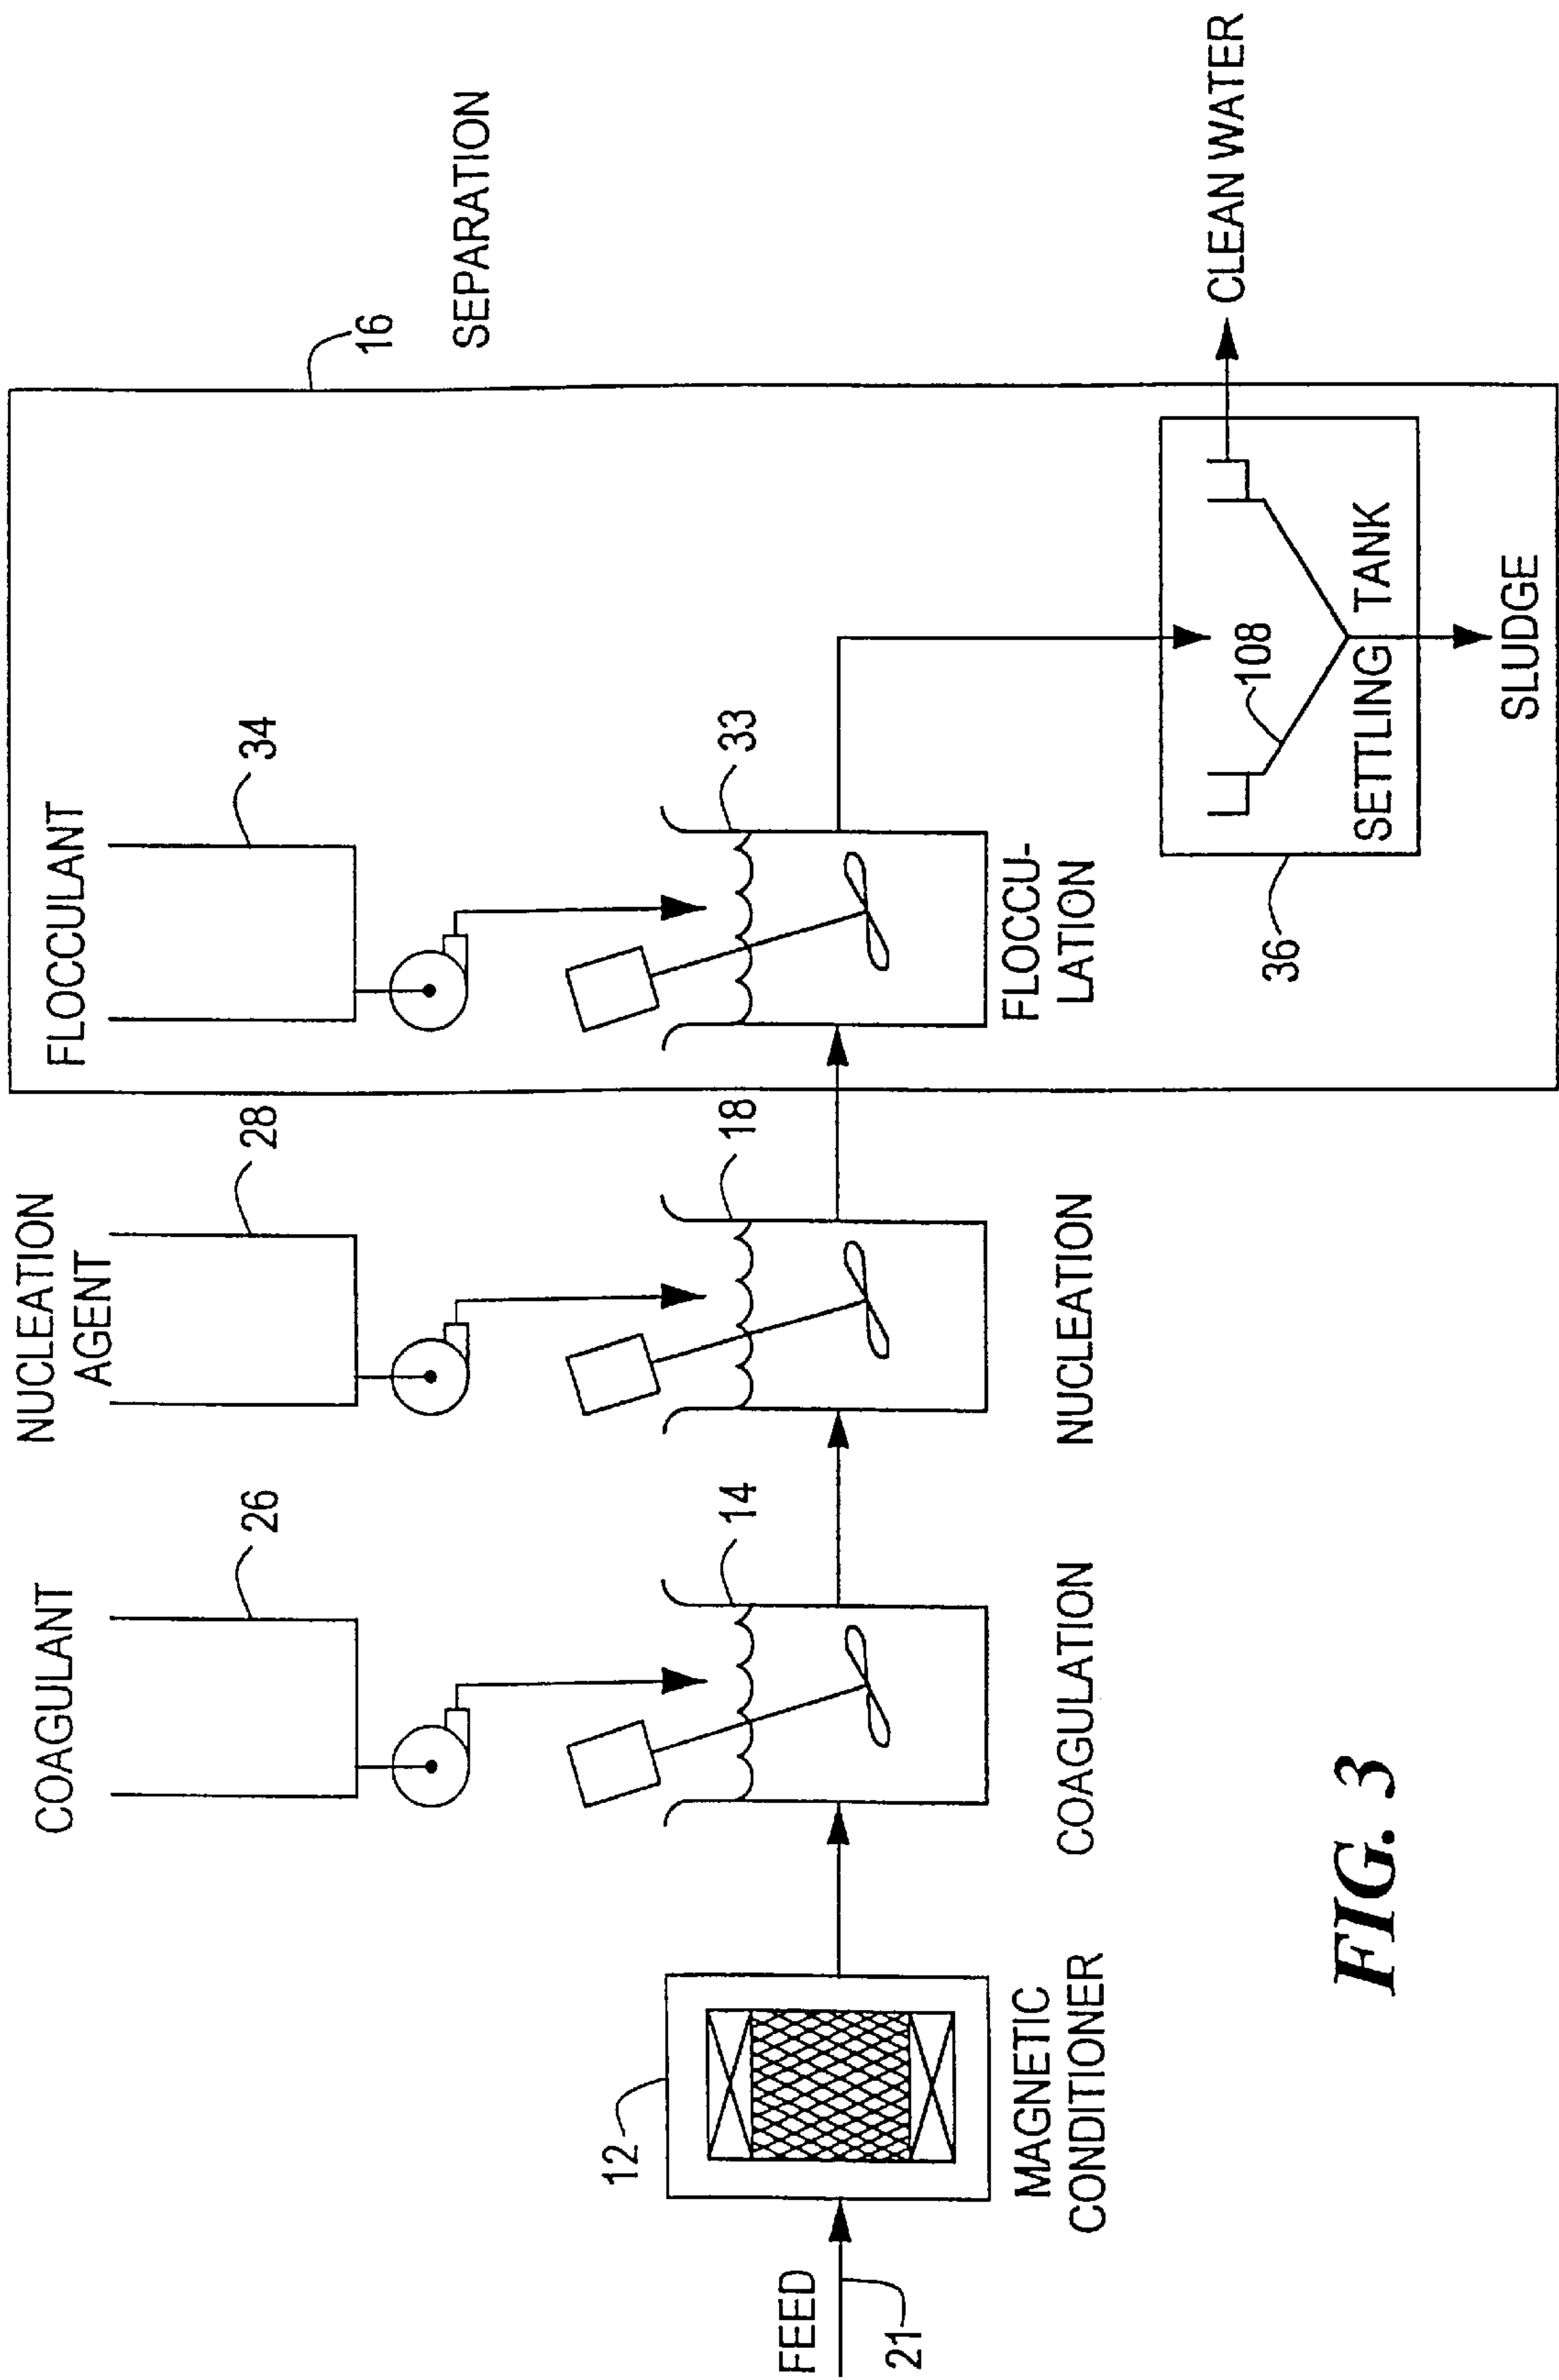 COAGULANT
26
NUCLEATION
AGENT
28
FLOCCULANT
34
16
SEPARATION
FEED
21
12
MAGNETIC
CONDITIONER
14
COAGULATION
18
NUCLEATION
33
FLOCCU-
LATION
36
108
SETTLING TANK
CLEAN WATER
SLUDGE
FIG. 3